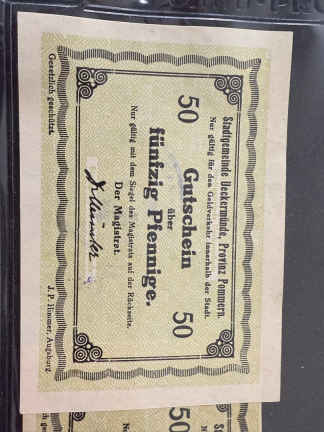 Stadtgemeinde Ueckermünde, Provinz Pommern.
Nur gültig für den Geldverkehr innerhalb der Stadt.
50 Gutschein 50
über
fünfzig Pfennige.
Nur gültig mit dem Siegel des Magistrats auf der Rückseite.
Der Magistrat.
Gesetzlich geschützt.
J. P. Himmer, Augsburg.
50